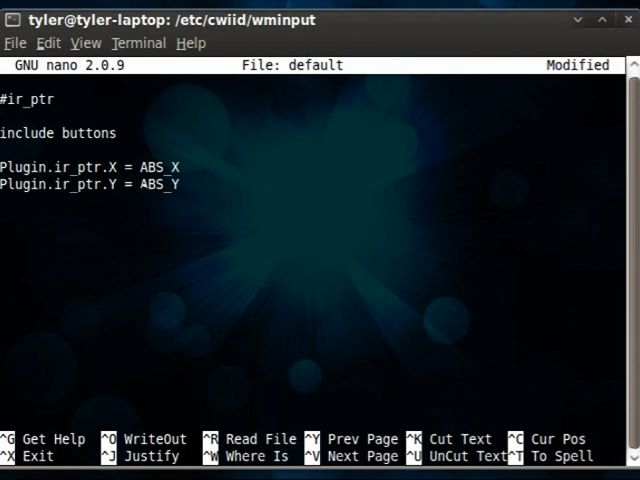 tyler@tyler-laptop: /etc/cwiid/wminput
File Edit View Terminal Help
GNU nano 2.0.9 File: default Modified
#ir_ptr
include buttons
Plugin.ir_ptr.X = ABS_X
Plugin.ir_ptr.Y = ABS_Y
^G Get Help ^O WriteOut ^R Read File ^Y Prev Page ^K Cut Text ^C Cur Pos
^X Exit ^J Justify ^W Where Is ^V Next Page ^U UnCut Text ^T To Spell